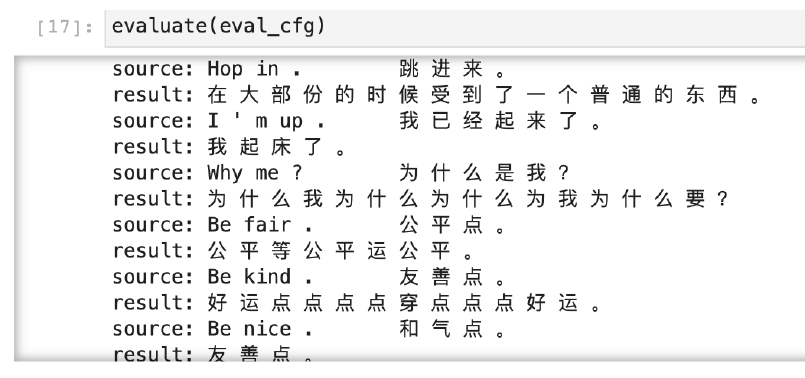 [17]: evaluate(eval_cfg)
source: Hop in . 跳 进 来 。
result: 在 大 部 份 的 时 候 受 到 了 一 个 普 通 的 东 西 。
source: I ' m up . 我 已 经 起 来 了 。
result: 我 起 床 了 。
source: Why me ? 为 什 么 是 我 ?
result: 为 什 么 我 为 什 么 为 什 么 为 我 为 什 么 要 ?
source: Be fair . 公 平 点 。
result: 公 平 等 公 平 运 公 平 。
source: Be kind . 友 善 点 。
result: 好 运 点 点 点 点 穿 点 点 点 好 运 。
source: Be nice . 和 气 点 。
result: 友 善 点 。